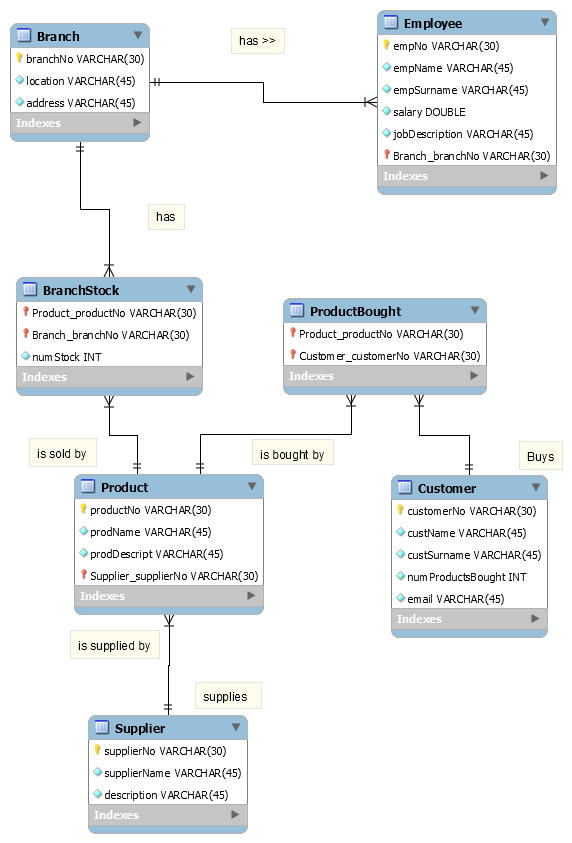 Branch
branchNo VARCHAR(30)
location VARCHAR(45)
address VARCHAR(45)
Indexes
has >>
Employee
empNo VARCHAR(30)
empName VARCHAR(45)
empSurname VARCHAR(45)
salary DOUBLE
jobDescription VARCHAR(45)
Branch_branchNo VARCHAR(30)
Indexes
has
BranchStock
Product_productNo VARCHAR(30)
Branch_branchNo VARCHAR(30)
numStock INT
Indexes
ProductBought
Product_productNo VARCHAR(30)
Customer_customerNo VARCHAR(30)
Indexes
is sold by
is bought by
Buys
Product
productNo VARCHAR(30)
prodName VARCHAR(45)
prodDescript VARCHAR(45)
Supplier_supplierNo VARCHAR(30)
Indexes
Customer
customerNo VARCHAR(30)
custName VARCHAR(45)
custSurname VARCHAR(45)
numProductsBought INT
email VARCHAR(45)
Indexes
is supplied by
supplies
Supplier
supplierNo VARCHAR(30)
supplierName VARCHAR(45)
description VARCHAR(45)
Indexes